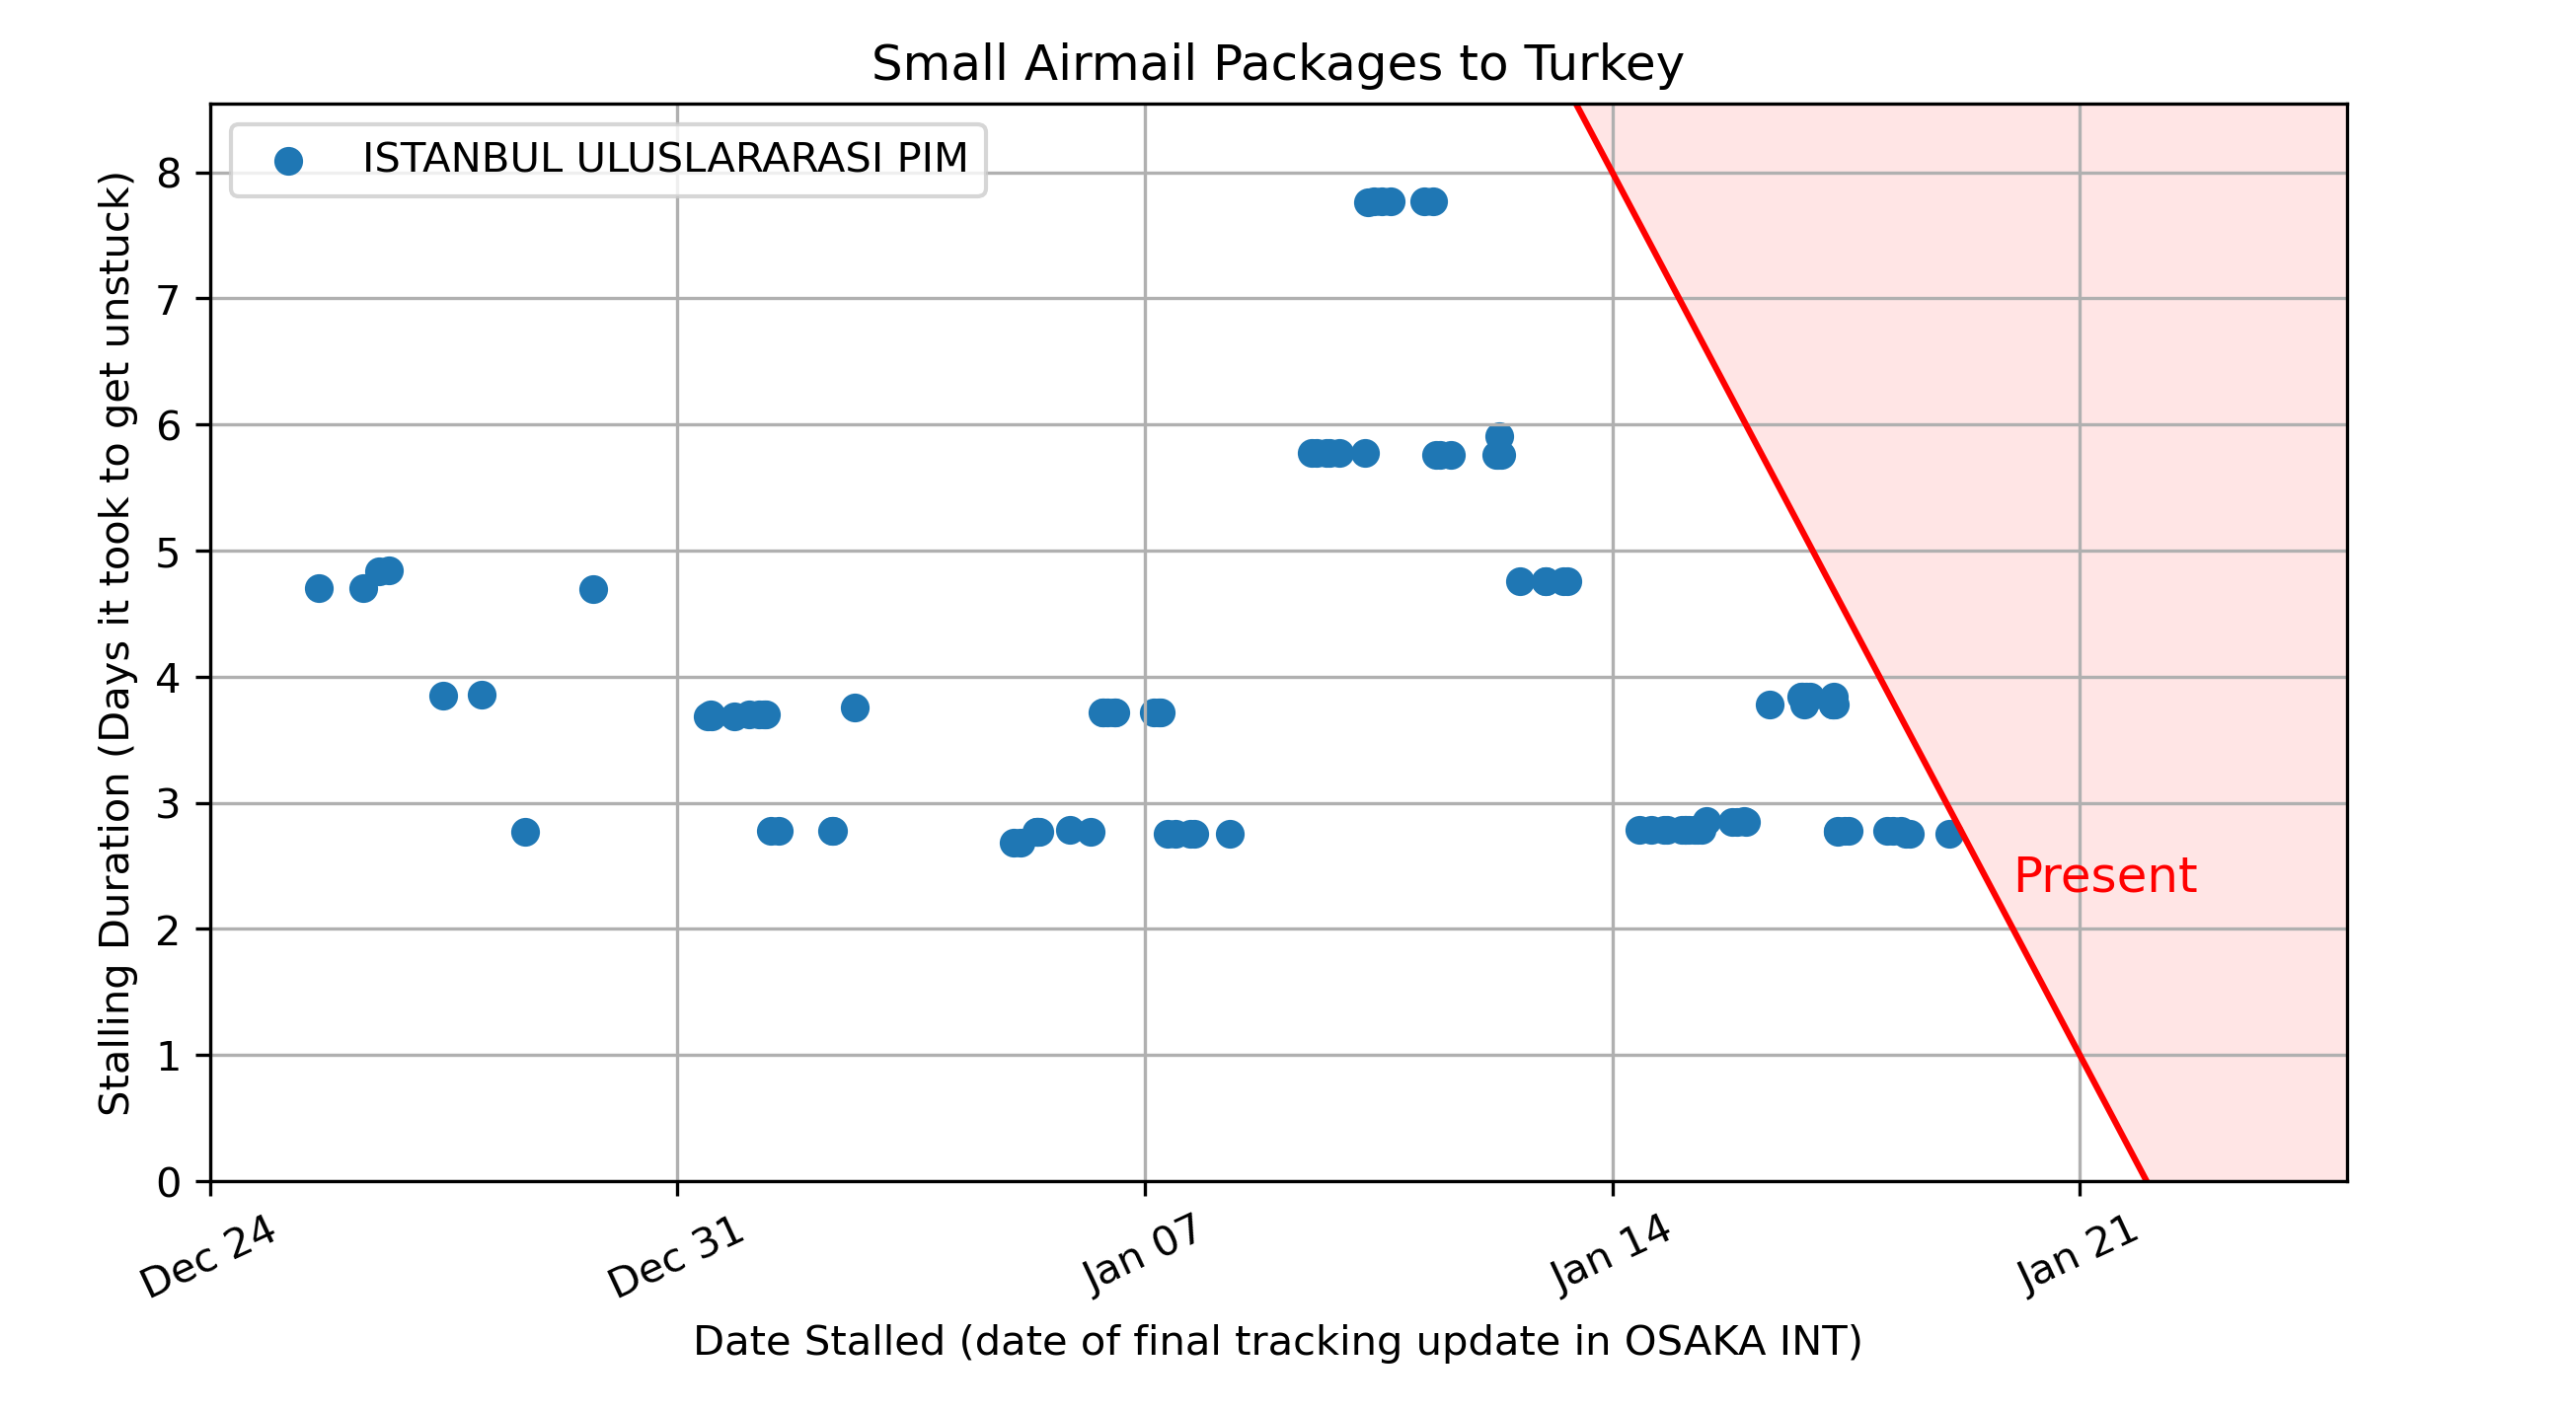 Small Airmail Packages to Turkey
ISTANBUL ULUSLARARASI PIM
Stalling Duration (Days it took to get unstuck)
8
7
6
5
4
3
2
1
0
Present
Dec 24
Dec 31
Jan 07
Jan 14
Jan 21
Date Stalled (date of final tracking update in OSAKA INT)